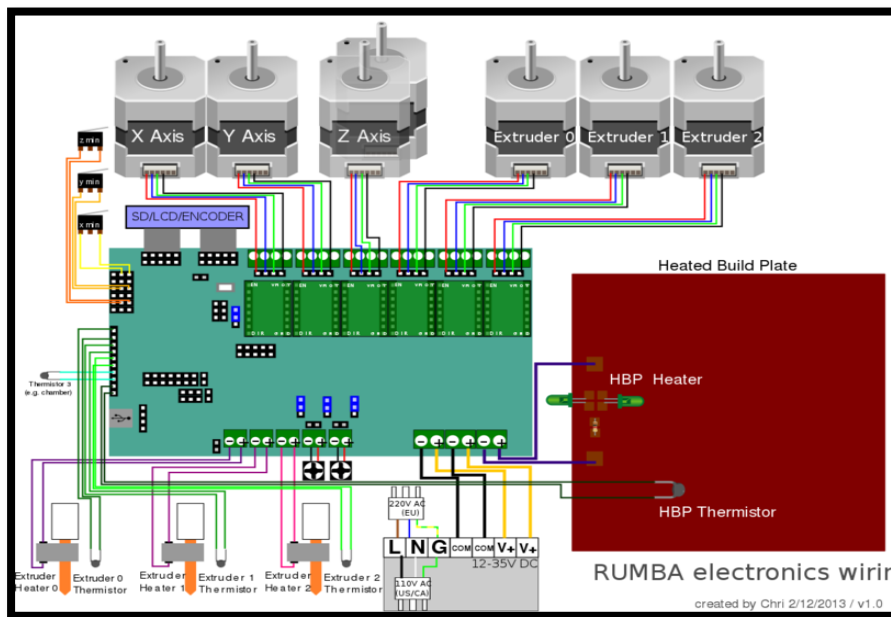 X Axis
Y Axis
Z Axis
Extruder 0
Extruder 1
Extruder 2
z min
y min
x min
SD/LCD/ENCODER
Heated Build Plate
EN
DIR
HBP Heater
Thermistor 3
(e.g. chamber)
HBP Thermistor
220V AC
(EU)
L N G COM COM V+ V+
12-35V DC
110V AC
(US/CA)
Extruder
Heater 0
Extruder 0
Thermistor
Extruder
Heater 1
Extruder 1
Thermistor
Extruder
Heater 2
Extruder 2
Thermistor
RUMBA electronics wirin
created by Chri 2/12/2013 / v1.0